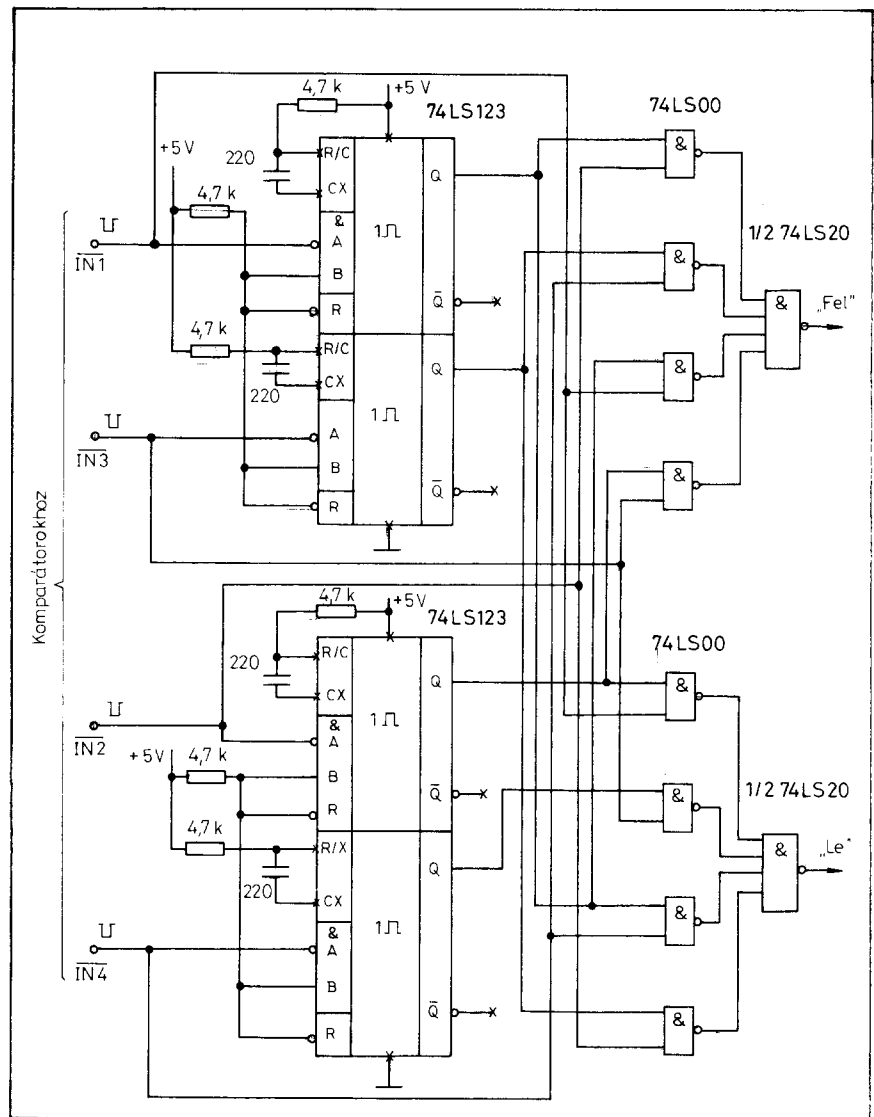 +5 V
4,7 k
74LS123
74LS00
+5V
R/C
Q
&
220
CX
4,7 k
1/2 74LS20
&
A
1
&
IN1
B
&
„Fel"
R
Q
4,7 k
R/C
Q
&
220
CX
1
A
IN3
B
Q
&
R
Komparátorokhoz
4,7 k
+5V
74LS123
74LS00
R/C
Q
&
220
CX
1
&
A
IN2
+5V
4,7 k
B
&
1/2 74LS20
R
Q
&
4,7 k
R/X
Q
„Le"
220
CX
&
&
A
1
IN4
B
Q
&
R